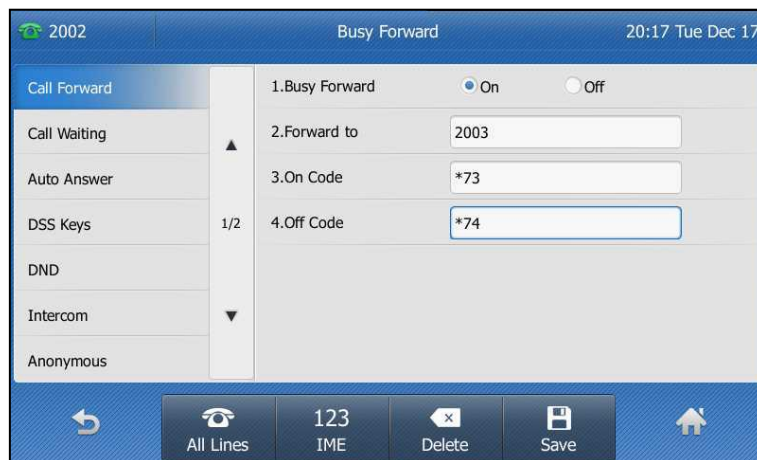 2002 Busy Forward 20:17 Tue Dec 17
Call Forward
Call Waiting
Auto Answer
DSS Keys
DND
Intercom
Anonymous
1/2
1.Busy Forward On Off
2.Forward to 2003
3.On Code *73
4.Off Code *74
All Lines
123
IME
Delete
Save